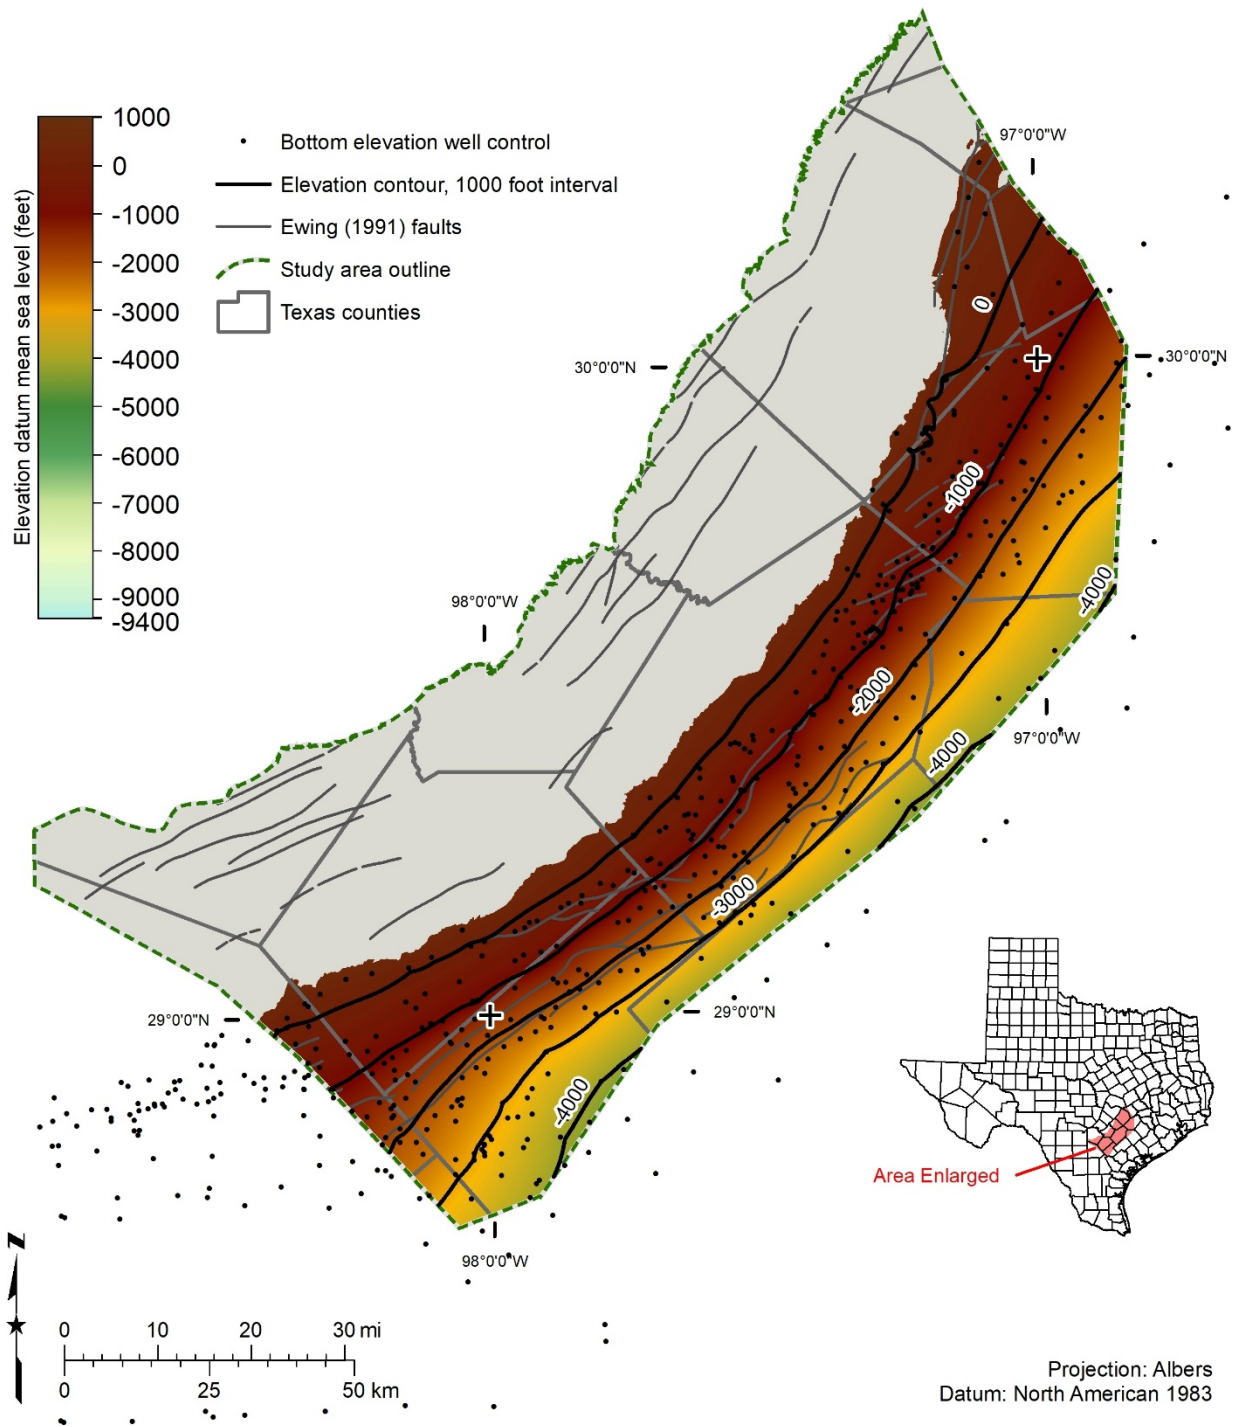 97°0'0"W
1000
0
-1000
-2000
-3000
-4000
-5000
-6000
-7000
-8000
-9000
-9400
Elevation datum mean sea level (feet)
Bottom elevation well control
Elevation contour, 1000 foot interval
Ewing (1991) faults
Study area outline
Texas counties
0
30°0'0"N
30°0'0"N
-1000
98°0'0"W
-4000
-2000
97°0'0"W
-4000
-3000
29°0'0"N
29°0'0"N
-4000
Area Enlarged
98°0'0"W
N
0 10 20 30 mi
0 25 50 km
Projection: Albers
Datum: North American 1983